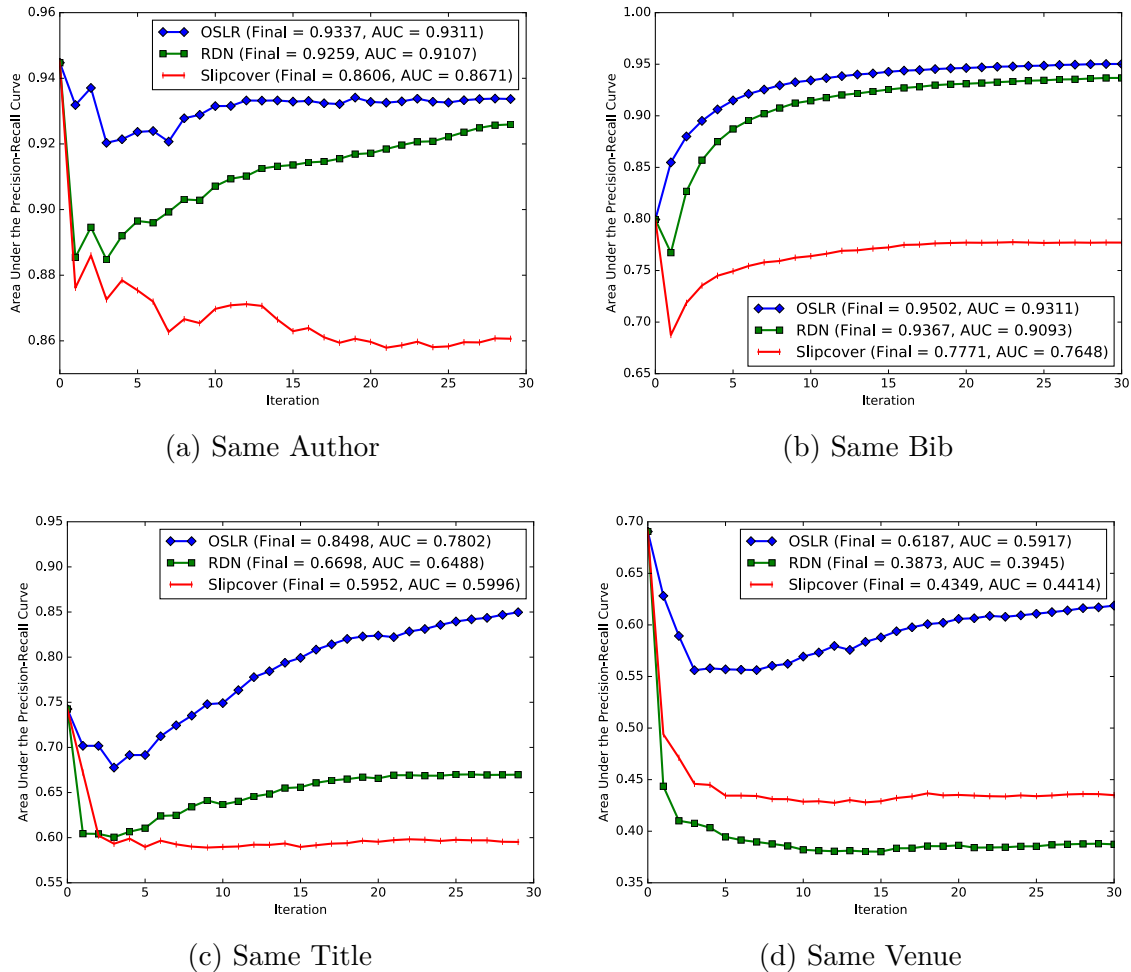 0.96
0.94
0.92
0.90
0.88
0.86
Area Under the Precision-Recall Curve
OSLR (Final = 0.9337, AUC = 0.9311)
RDN (Final = 0.9259, AUC = 0.9107)
Slipcover (Final = 0.8606, AUC = 0.8671)
0 5 10 15 20 25 30
Iteration
(a) Same Author
1.00
0.95
0.90
0.85
0.80
0.75
0.70
0.65
Area Under the Precision-Recall Curve
OSLR (Final = 0.9502, AUC = 0.9311)
RDN (Final = 0.9367, AUC = 0.9093)
Slipcover (Final = 0.7771, AUC = 0.7648)
0 5 10 15 20 25 30
Iteration
(b) Same Bib
0.95
0.90
0.85
0.80
0.75
0.70
0.65
0.60
0.55
Area Under the Precision-Recall Curve
OSLR (Final = 0.8498, AUC = 0.7802)
RDN (Final = 0.6698, AUC = 0.6488)
Slipcover (Final = 0.5952, AUC = 0.5996)
0 5 10 15 20 25 30
Iteration
(c) Same Title
0.70
0.65
0.60
0.55
0.50
0.45
0.40
0.35
Area Under the Precision-Recall Curve
OSLR (Final = 0.6187, AUC = 0.5917)
RDN (Final = 0.3873, AUC = 0.3945)
Slipcover (Final = 0.4349, AUC = 0.4414)
0 5 10 15 20 25 30
Iteration
(d) Same Venue